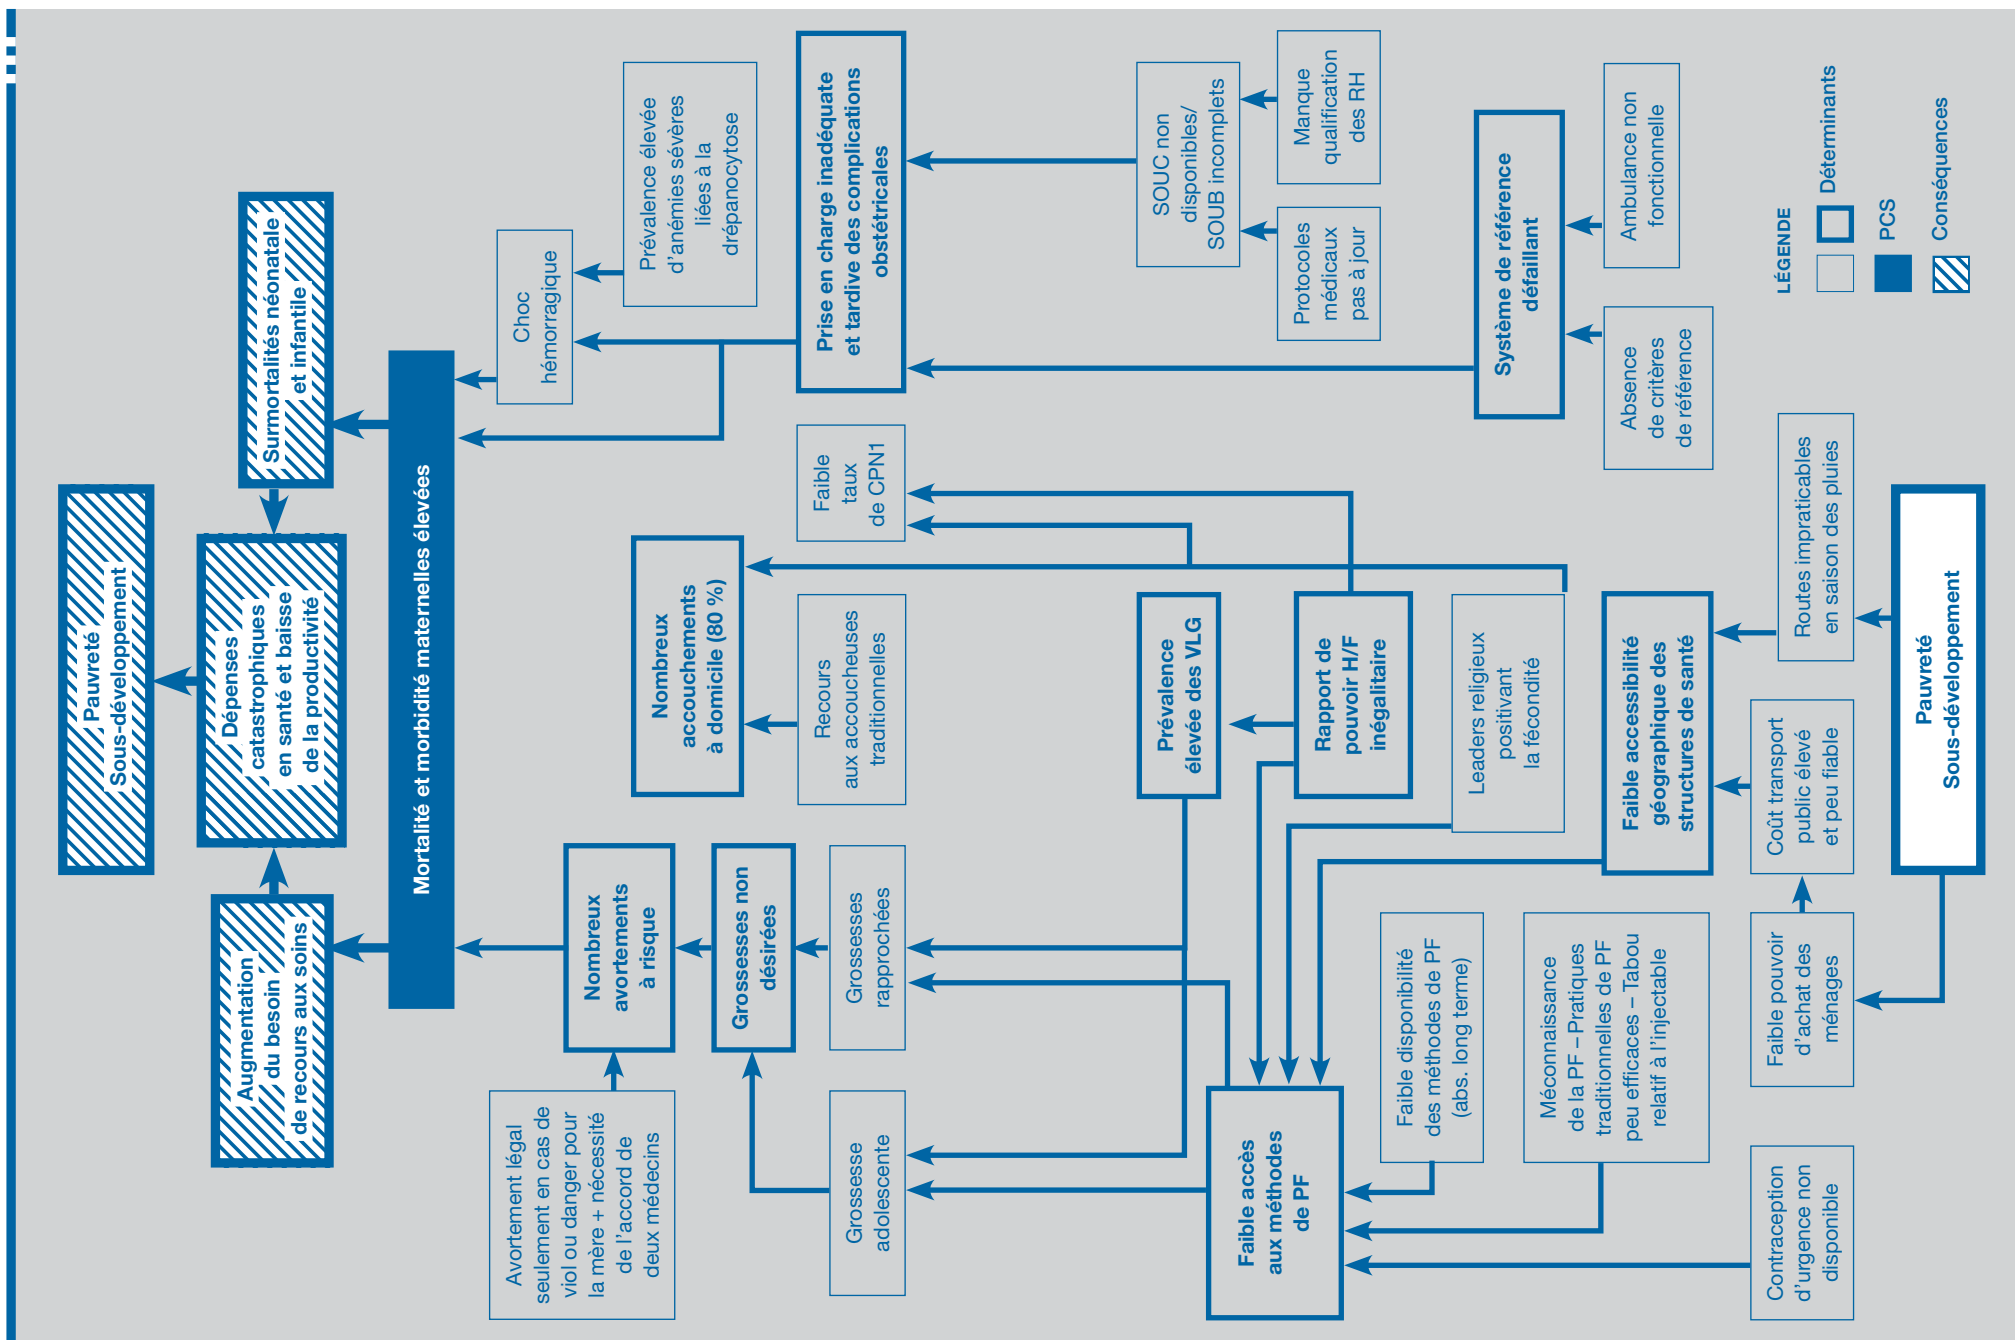 Pauvreté
Sous-développement
Augmentation
du besoin
de recours aux soins
Dépenses
catastrophiques
en santé et baisse
de la productivité
Surmortalités néonatale
et infantile
Mortalité et morbidité maternelles élevées
Avortement légal
seulement en cas de
viol ou danger pour
la mère + nécessité
de l'accord de
deux médecins
Nombreux
avortements
à risque
Nombreux
accouchements
à domicile (80 %)
Choc
hémorragique
Prévalence élevée
d'anémies sévères
liées à la
drépanocytose
Grossesses non
désirées
Grossesse
adolescente
Grossesses
rapprochées
Recours
aux accoucheuses
traditionnelles
Faible
taux
de CPN1
Prise en charge inadéquate
et tardive des complications
obstétricales
Prévalence
élevée des VLG
SOUC non
disponibles/
SOUB incomplets
Faible accès
aux méthodes
de PF
Rapport de
pouvoir H/F
inégalitaire
Protocoles
médicaux
pas à jour
Manque
qualification
des RH
Faible disponibilité
des méthodes de PF
(abs. long terme)
Leaders religieux
positivant
la fécondité
Système de référence
défaillant
Méconnaissance
de la PF – Pratiques
traditionnelles de PF
peu efficaces – Tabou
relatif à l'injectable
Faible accessibilité
géographique des
structures de santé
Absence
de critères
de référence
Ambulance non
fonctionnelle
Contraception
d'urgence non
disponible
Faible pouvoir
d'achat des
ménages
Coût transport
public élevé
et peu fiable
Routes impraticables
en saison des pluies
Pauvreté
Sous-développement
LÉGENDE
Déterminants
PCS
Conséquences